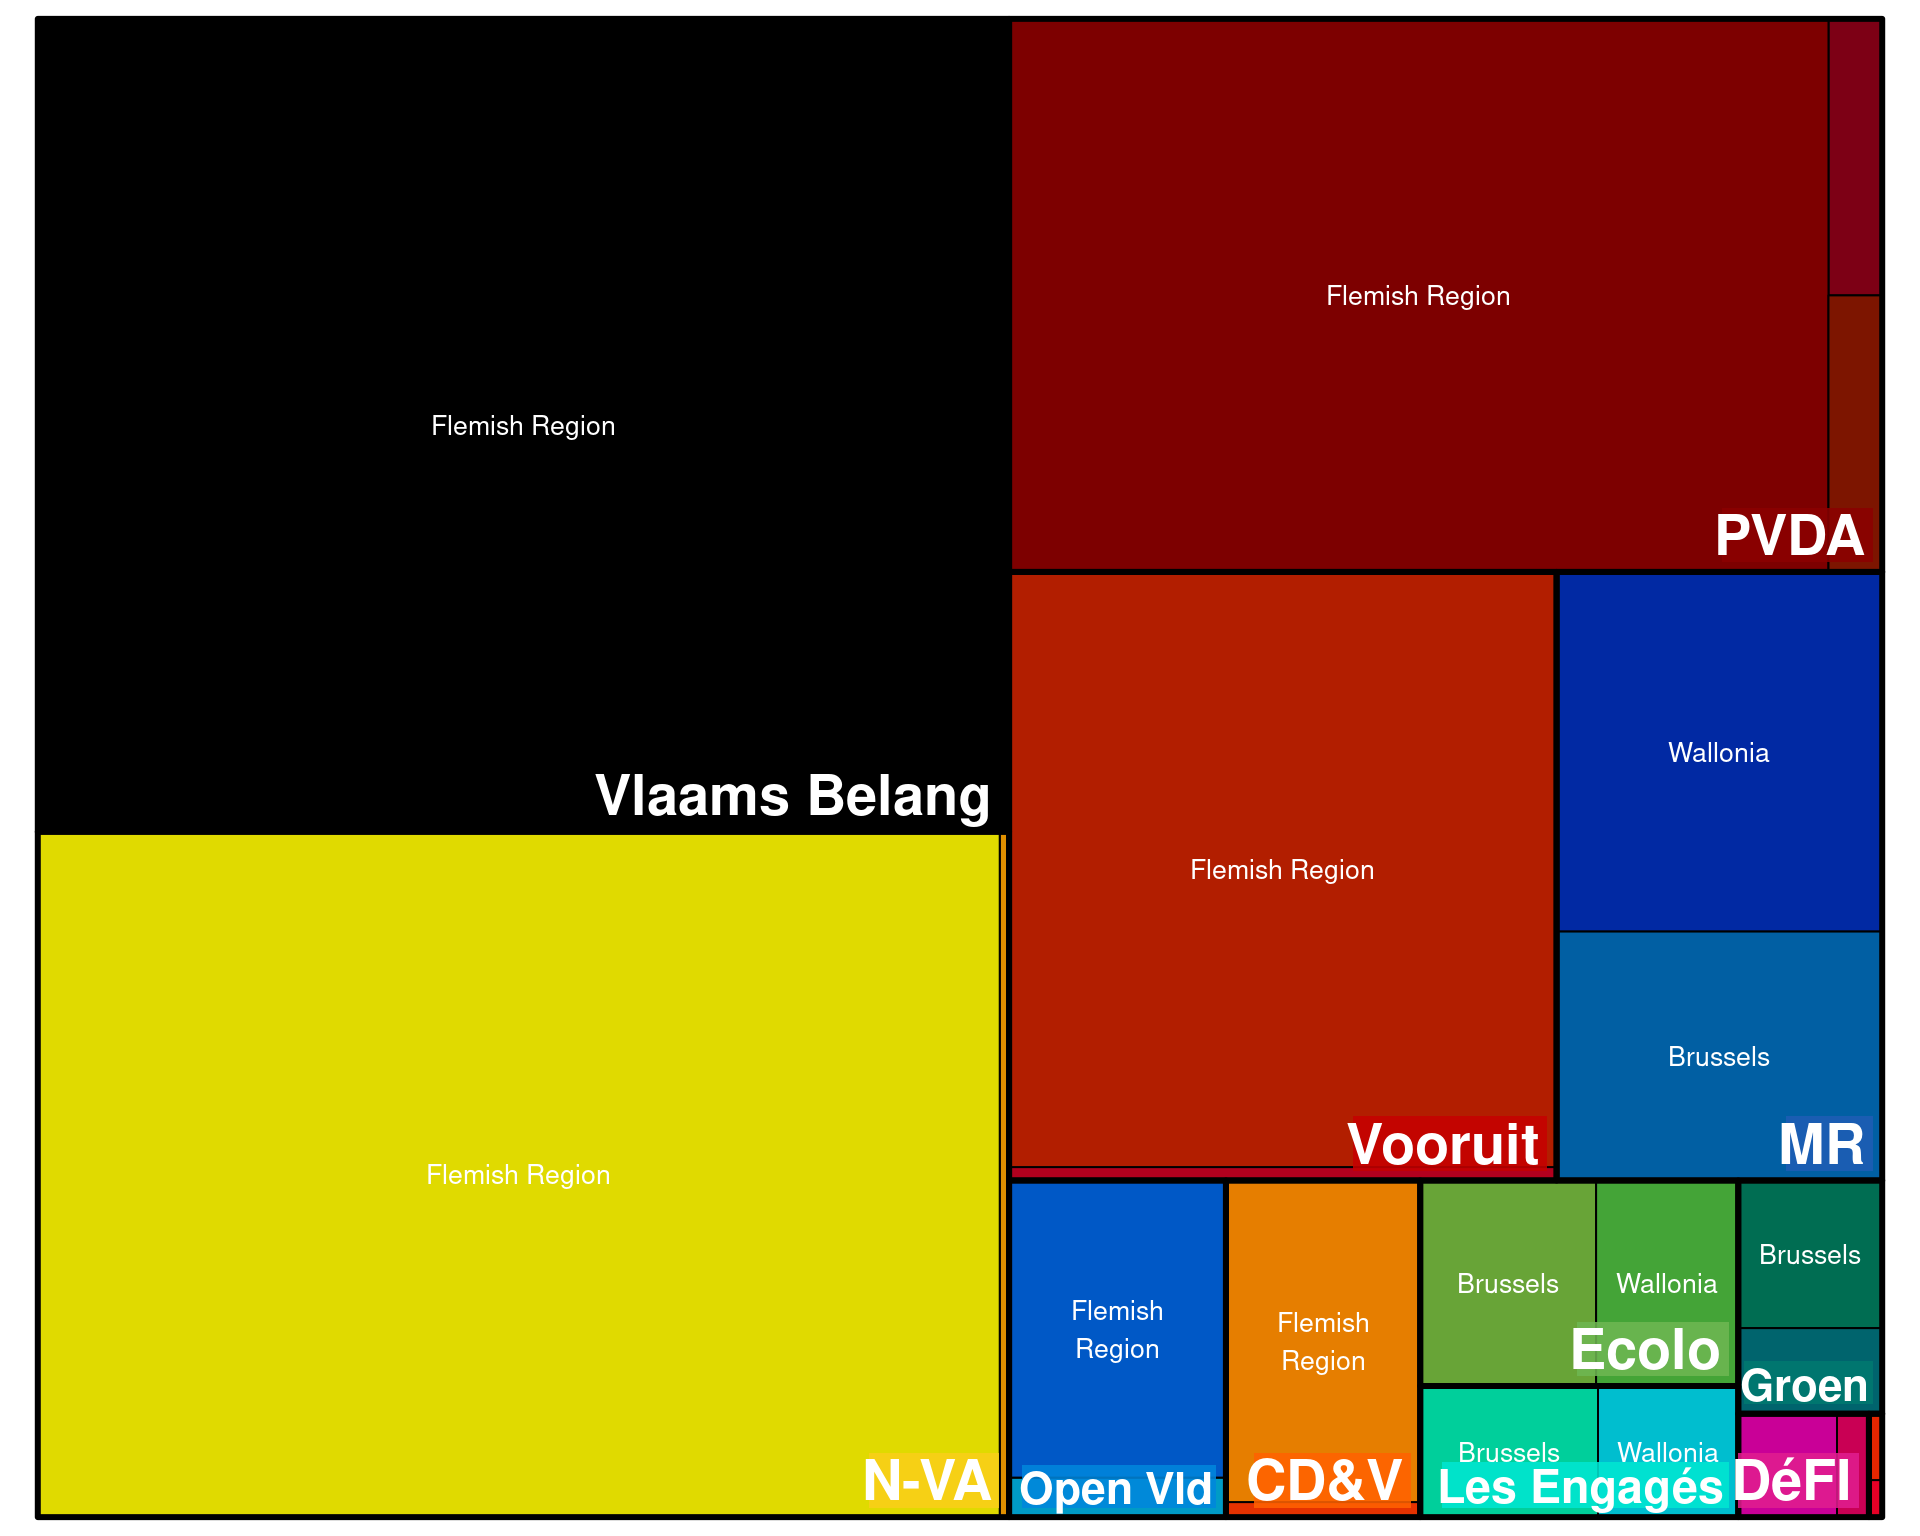 Flemish Region
Vlaams Belang
Flemish Region
N-VA
Flemish Region
PVDA
Flemish Region
Vooruit
Wallonia
Brussels
MR
Flemish
Region
Open Vld
Flemish
Region
CD&V
Brussels
Wallonia
Ecolo
Brussels
Groen
Brussels
Wallonia
Les Engagés
DéFI